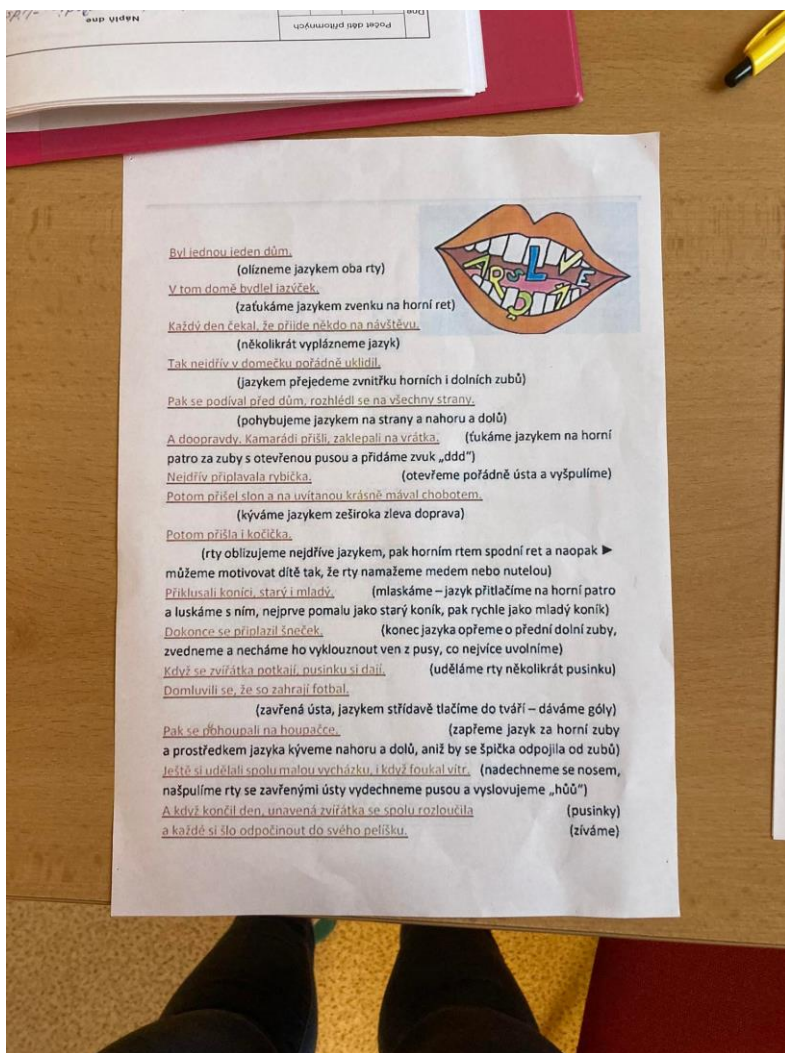 Náplň dne
Počet dětí přítomných
Dne
Byl jednou jeden dům.
(olízneme jazykem oba rty)
V tom domě bydlel jazýček.
(zaťukáme jazykem zvenku na horní ret)
Každý den čekal, že přijde někdo na návštěvu.
(několikrát vyplázneme jazyk)
Tak nejdřív v domečku pořádně uklidil,
(jazykem přejedeme zvnitřku horních i dolních zubů)
Pak se podíval před dům, rozhlédl se na všechny strany.
(pohybujeme jazykem na strany a nahoru a dolů)
A doopravdy. Kamarádi přišli, zaklepali na vrátka. (ťukáme jazykem na horní
patro za zuby s otevřenou pusou a přidáme zvuk „ddd“)
Nejdřív připlavala rybička. (otevřeme pořádně ústa a vyšpulíme)
Potom přišel slon a na uvítanou krásně mával chobotem.
(kýváme jazykem zeširoka zleva doprava)
Potom přišla i kočička.
(rty oblizujeme nejdříve jazykem, pak horním rtem spodní ret a naopak ►
můžeme motivovat dítě tak, že rty namažeme medem nebo nutelou)
Přiklusali koníci, starý i mladý. (mlaskáme – jazyk přitlačíme na horní patro
a luskáme s ním, nejprve pomalu jako starý koník, pak rychle jako mladý koník)
Dokonce se připlazil šneček. (konec jazyka opřeme o přední dolní zuby,
zvedneme a necháme ho vyklouznout ven z pusy, co nejvíce uvolníme)
Když se zvířátka potkají, pusinku si dají. (uděláme rty několikrát pusinku)
Domluvili se, že so zahrají fotbal.
(zavřená ústa, jazykem střídavě tlačíme do tváří – dáváme góly)
Pak se pohoupali na houpačce. (zapřeme jazyk za horní zuby
a prostředkem jazyka kýveme nahoru a dolů, aniž by se špička odpojila od zubů)
Ještě si udělali spolu malou vycházku, i když foukal vítr. (nadechneme se nosem,
našpulíme rty se zavřenými ústy vydechneme pusou a vyslovujeme „hůů“)
A když končil den, unavená zvířátka se spolu rozloučila (pusinky)
a každé si šlo odpočinout do svého pelíšku. (zíváme)